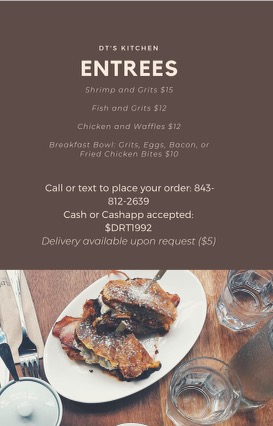 DT'S KITCHEN
ENTREES
Shrimp and Grits $15
Fish and Grits $12
Chicken and Waffles $12
Breakfast Bowl: Grits, Eggs, Bacon, or
Fried Chicken Bites $10
Call or text to place your order: 843-
812-2639
Cash or Cashapp accepted:
$DRT1992
Delivery available upon request ($5)